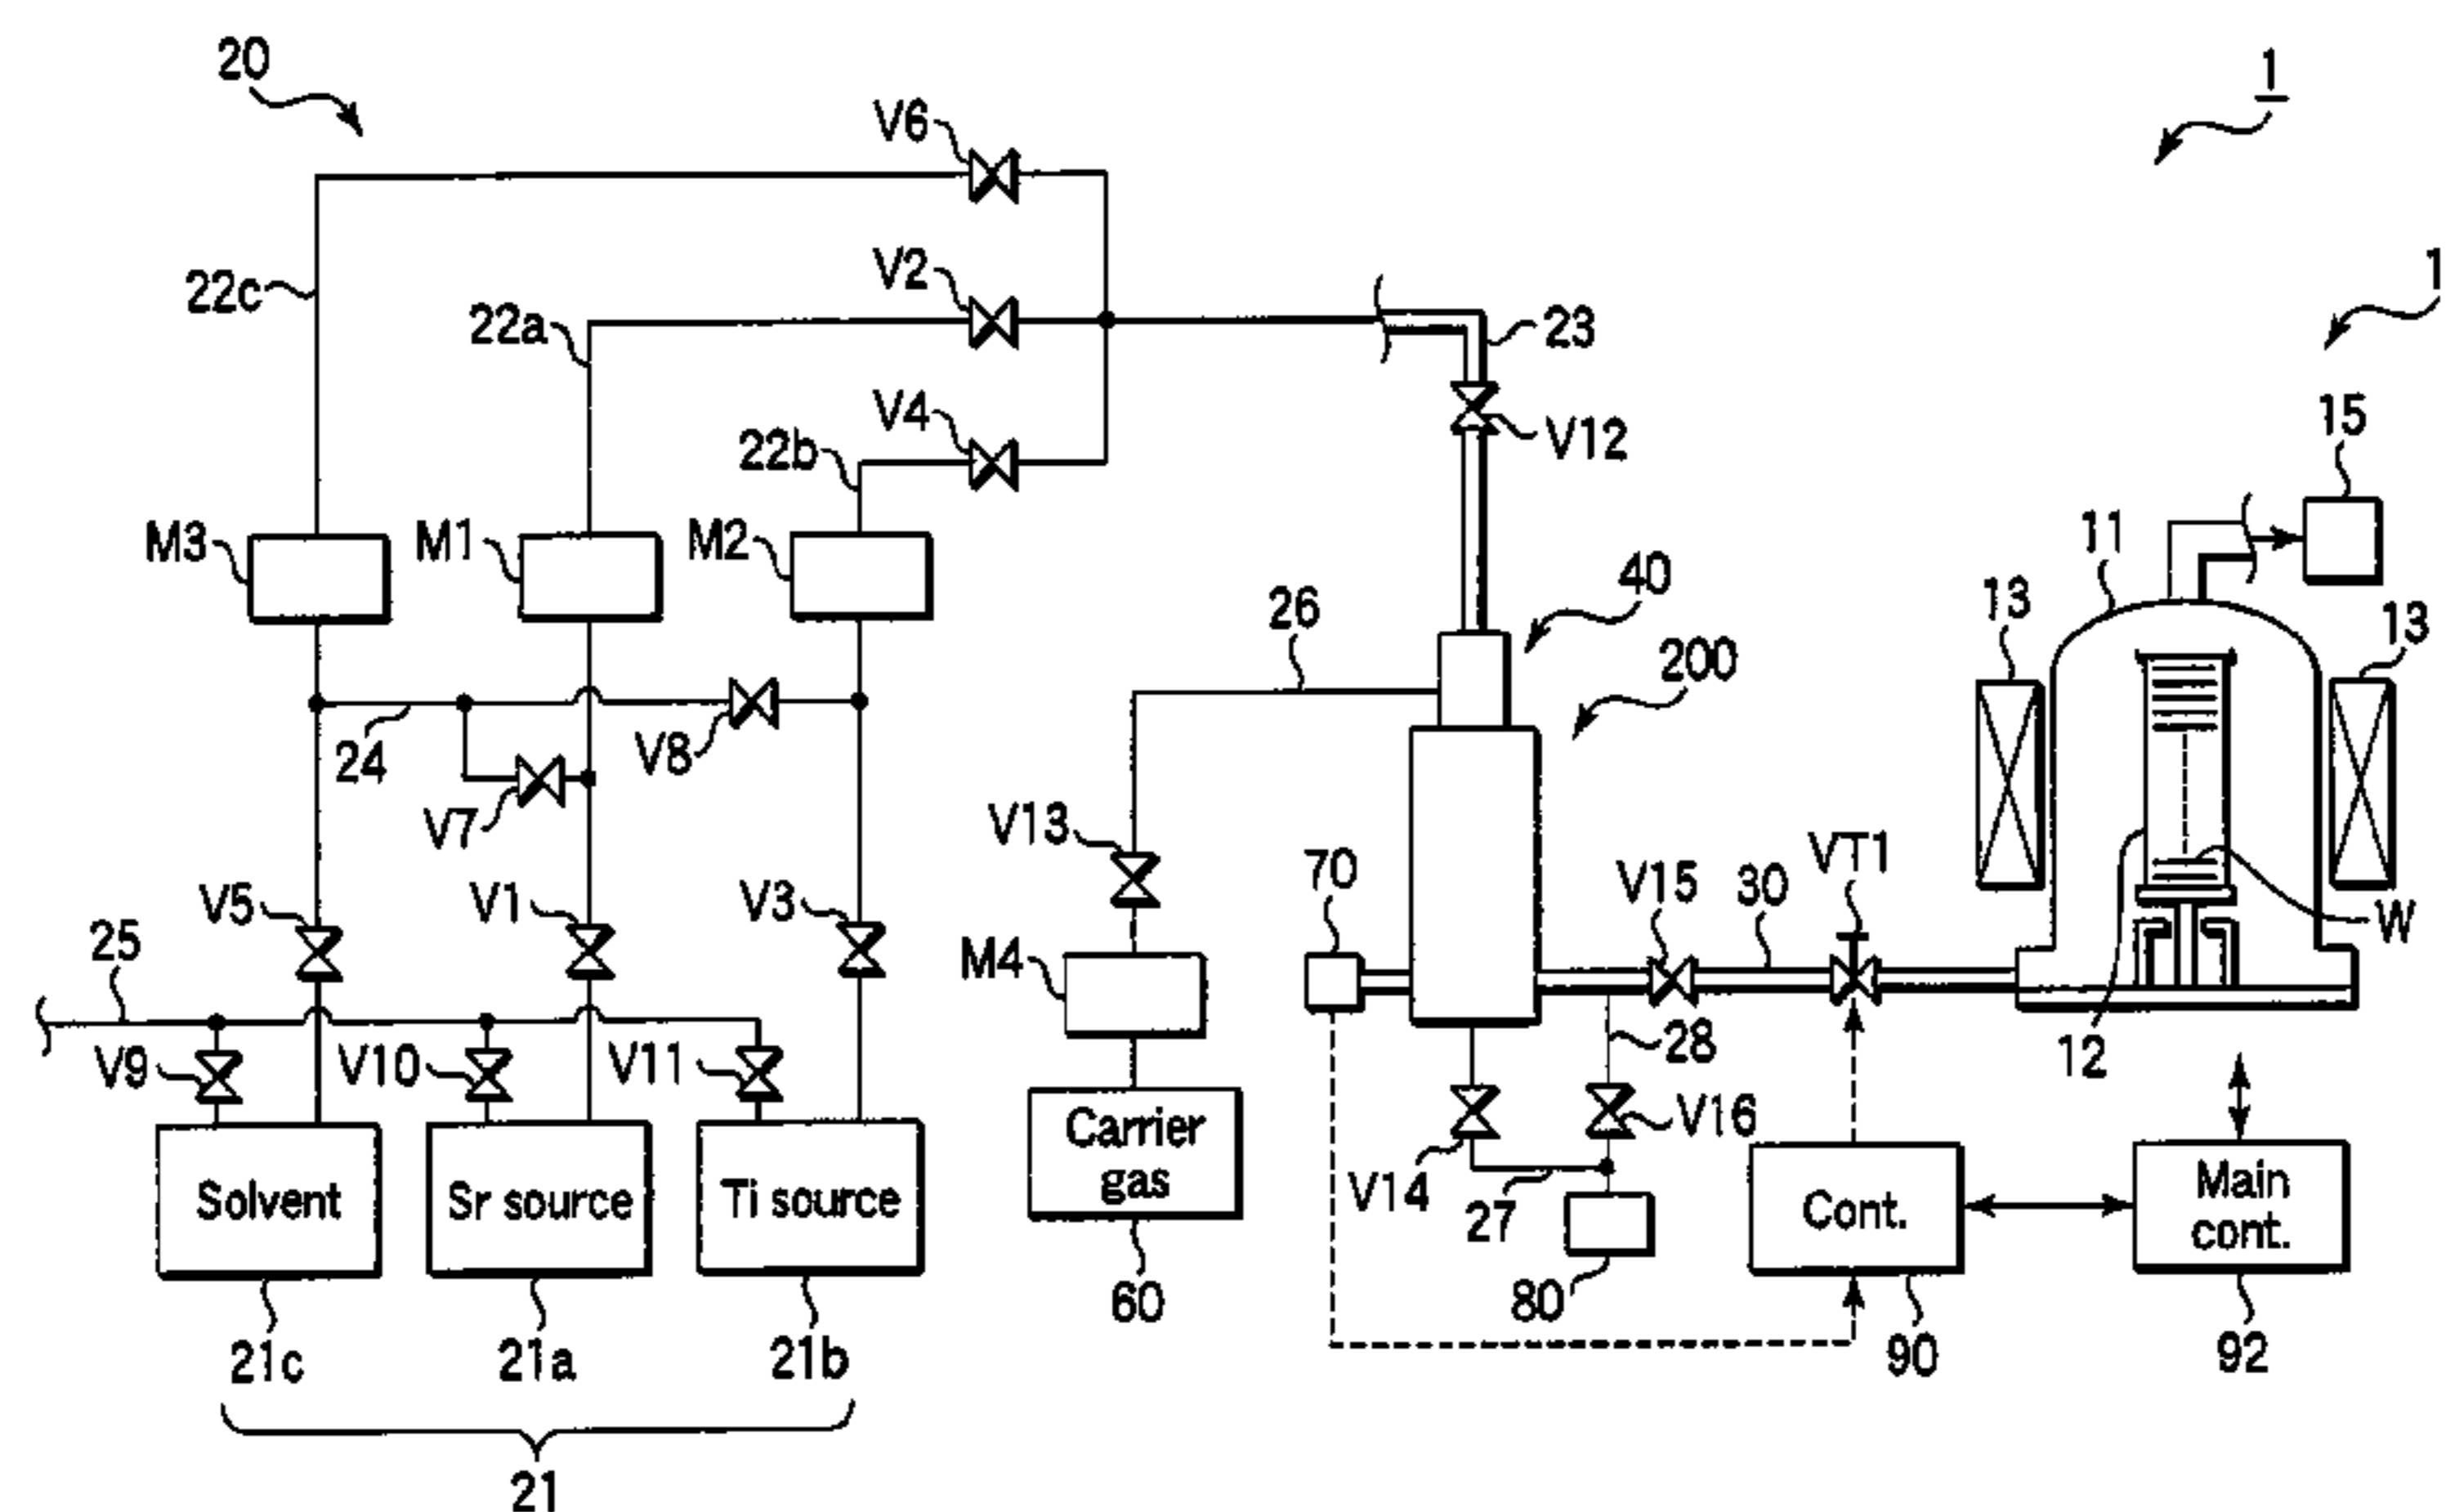 20
1
V6
1
V2
22c
22a
23
V4
15
V12
22b
11
M3
M1
M2
40
13
26
13
200
24
V8
V7
V13
70
VT1
V15
30
V5
V1
V3
W
25
M4
28
12
V9
V10
V11
V16
Carrier
gas
Main
cont.
Solvent
Sr source
Ti source
V14
Cont.
27
60
80
90
92
21c
21a
21b
21